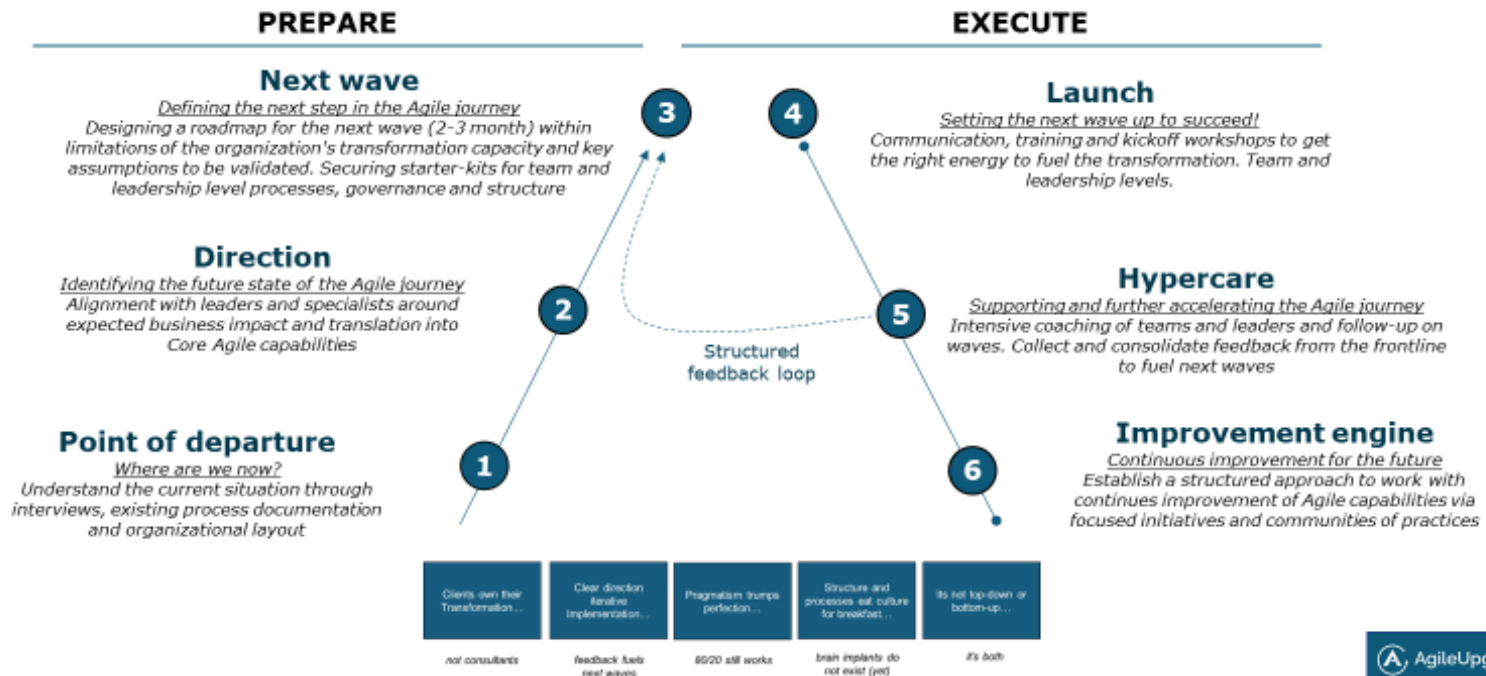 PREPARE
EXECUTE
Next wave
Defining the next step in the Agile journey
Designing a roadmap for the next wave (2-3 month) within
limitations of the organization's transformation capacity and key
assumptions to be validated. Securing starter-kits for team and
leadership level processes, governance and structure
Direction
Identifying the future state of the Agile journey
Alignment with leaders and specialists around
expected business impact and translation into
Core Agile capabilities
Point of departure
Where are we now?
Understand the current situation through
interviews, existing process documentation
and organizational layout
3
2
1
Structured
feedback loop
4
5
6
Launch
Setting the next wave up to succeed!
Communication, training and kickoff workshops to get
the right energy to fuel the transformation. Team and
leadership levels.
Hypercare
Supporting and further accelerating the Agile journey
Intensive coaching of teams and leaders and follow-up on
waves. Collect and consolidate feedback from the frontline
to fuel next waves
Improvement engine
Continuous improvement for the future
Establish a structured approach to work with
continues improvement of Agile capabilities via
focused initiatives and communities of practices
Clients own their
Transformation...
not consultants
Clear direction
iterative
Implementation...
feedback fuels
next waves
Pragmatism trumps
perfection...
80/20 still works
Structure and
processes eat culture
for breakfast...
brain implants do
not exist (yet)
Its not top-down or
bottom-up...
it's both
AgileUpg